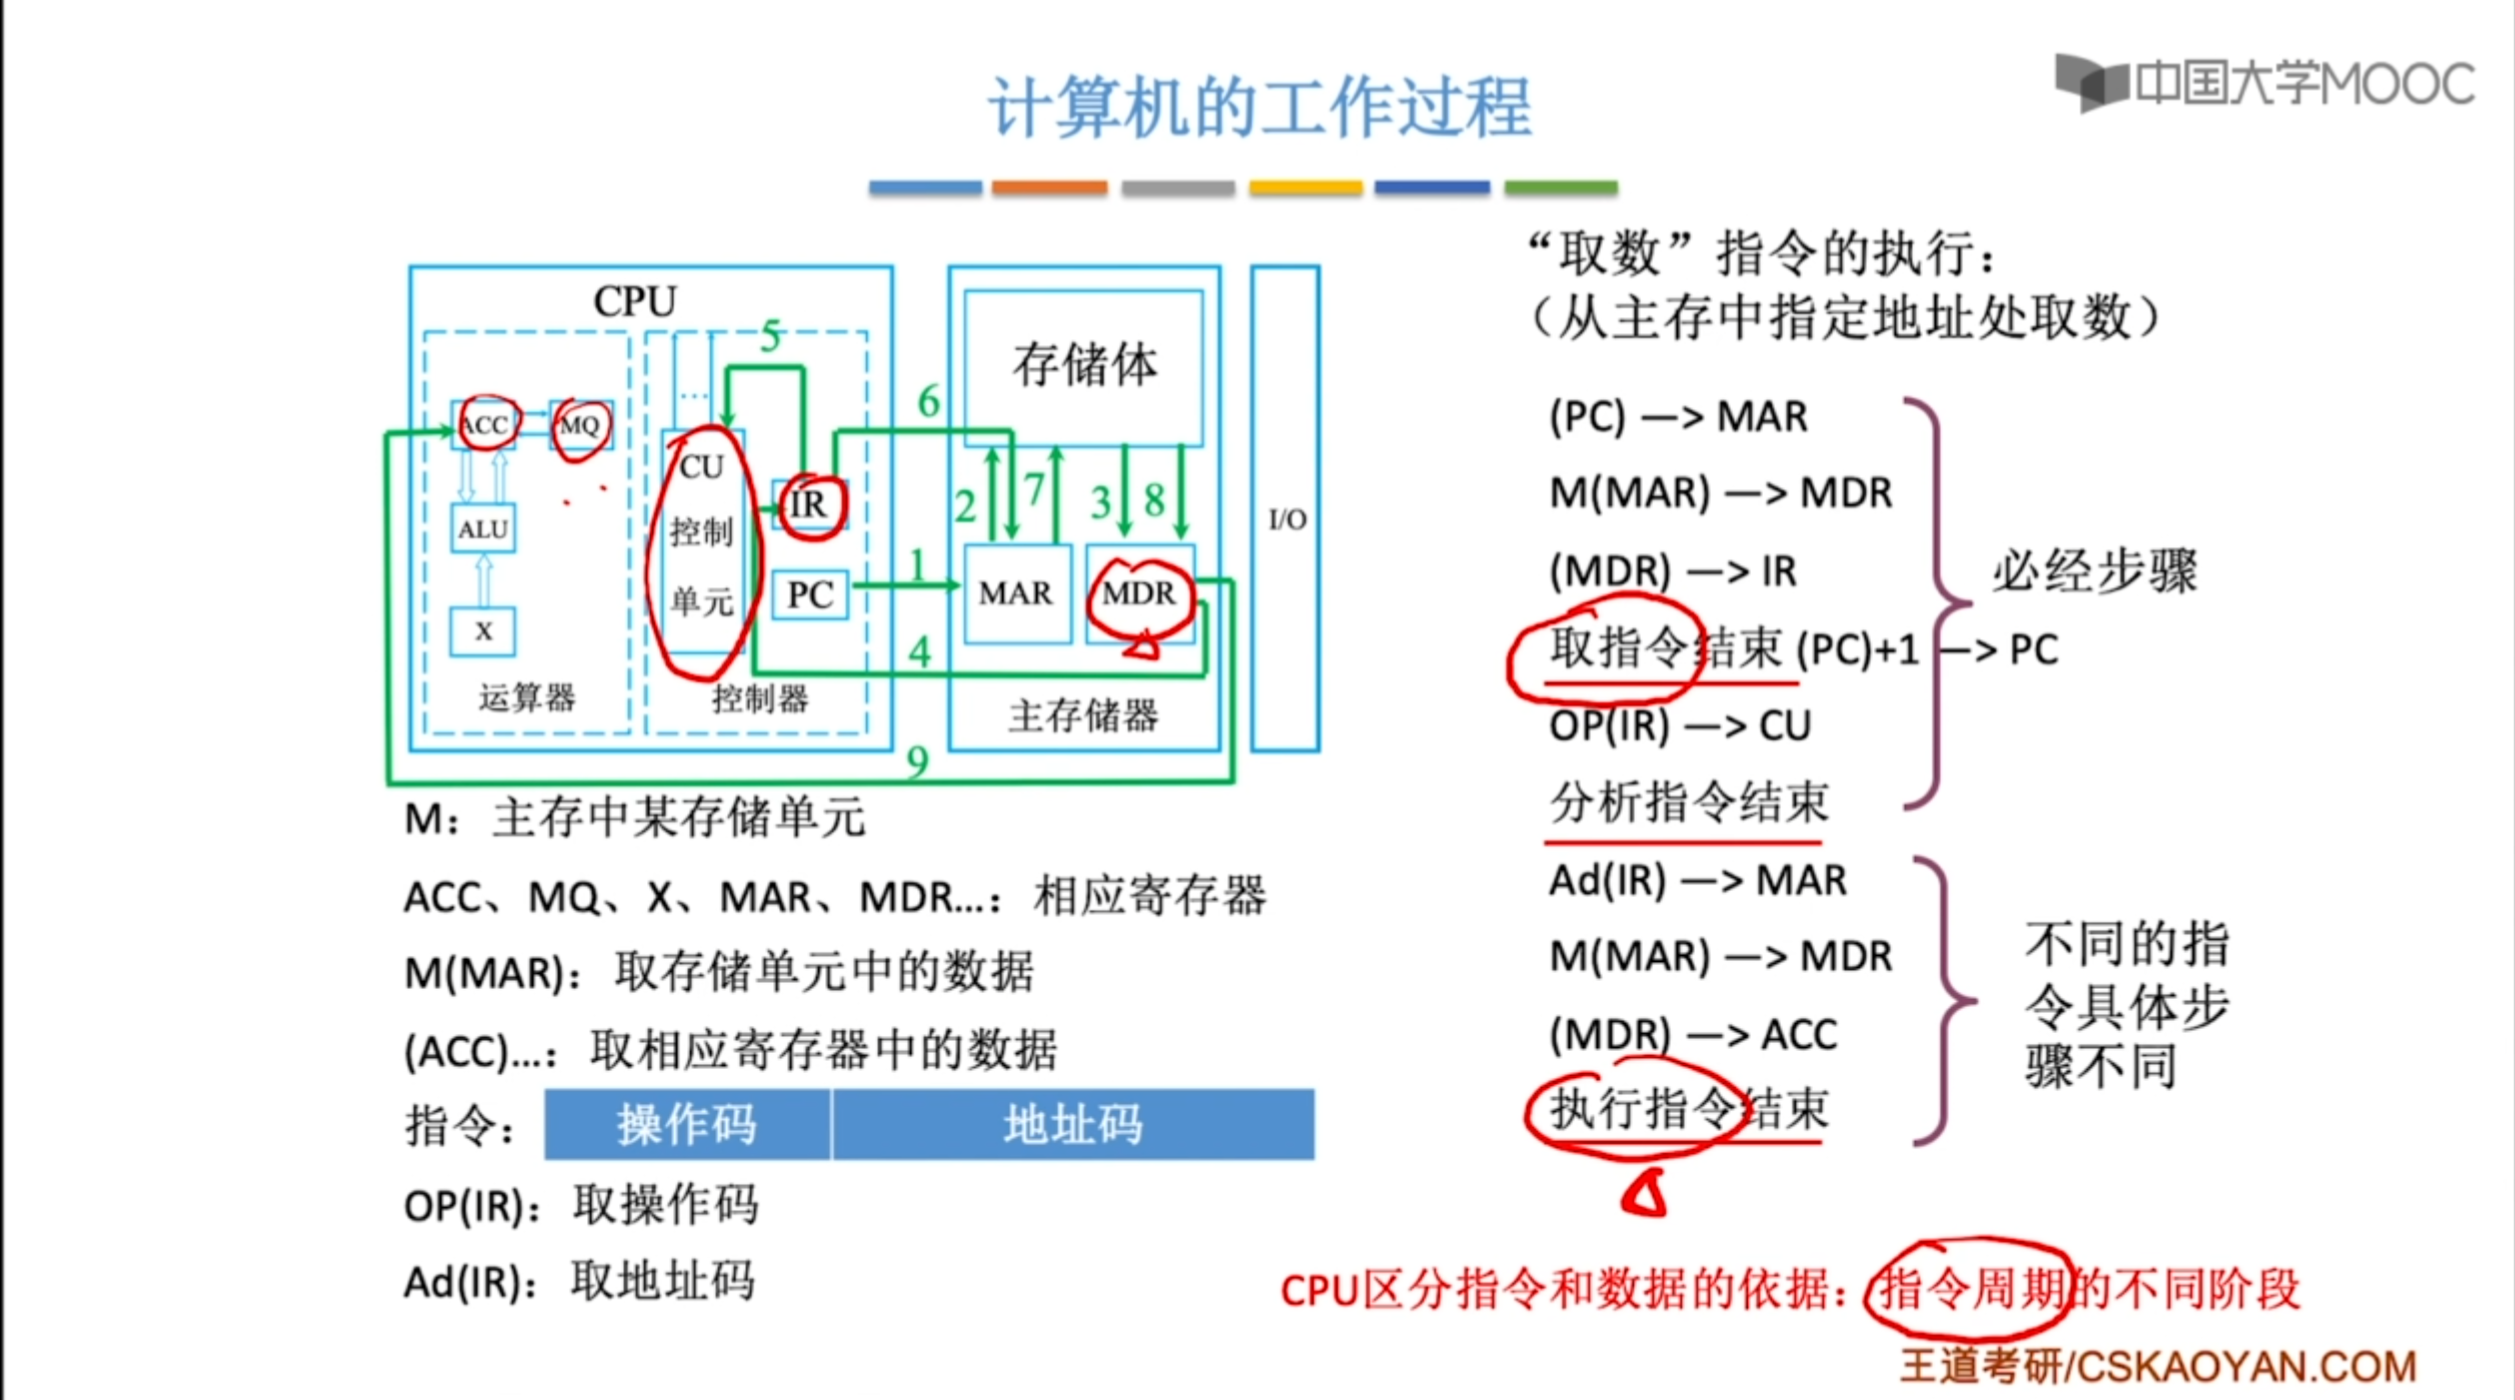 中国大学MOOC
计算机的工作过程
CPU
ACC
MQ
ALU
X
运算器
...
CU
控制
单元
IR
PC
控制器
5
6
1
4
9
存储体
2
7
3
8
MAR
MDR
主存储器
I/O
M：主存中某存储单元
ACC、MQ、X、MAR、MDR...：相应寄存器
M(MAR)：取存储单元中的数据
(ACC)...：取相应寄存器中的数据
指令：操作码 地址码
OP(IR)：取操作码
Ad(IR)：取地址码
“取数”指令的执行：
（从主存中指定地址处取数）
(PC) —> MAR
M(MAR) —> MDR
(MDR) —> IR
取指令结束 (PC)+1 —> PC
OP(IR) —> CU
分析指令结束
必经步骤
Ad(IR) —> MAR
M(MAR) —> MDR
(MDR) —> ACC
执行指令结束
不同的指
令具体步
骤不同
CPU区分指令和数据的依据：指令周期的不同阶段
王道考研/CSKAOYAN.COM